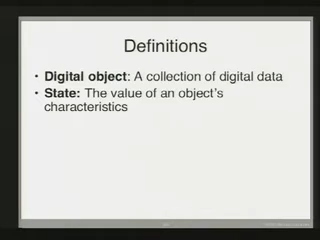 Definitions
• Digital object: A collection of digital data
• State: The value of an object's
characteristics